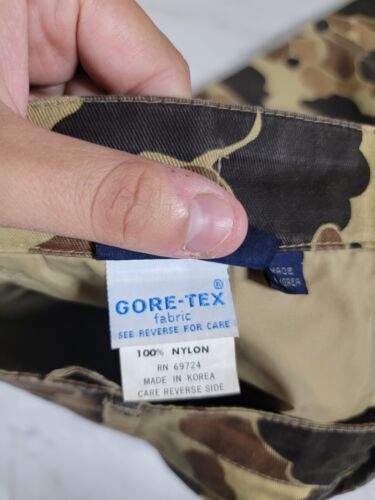 GORE-TEX®
fabric
SEE REVERSE FOR CARE
100% NYLON
RN 69724
MADE IN KOREA
CARE REVERSE SIDE
MADE
KOREA